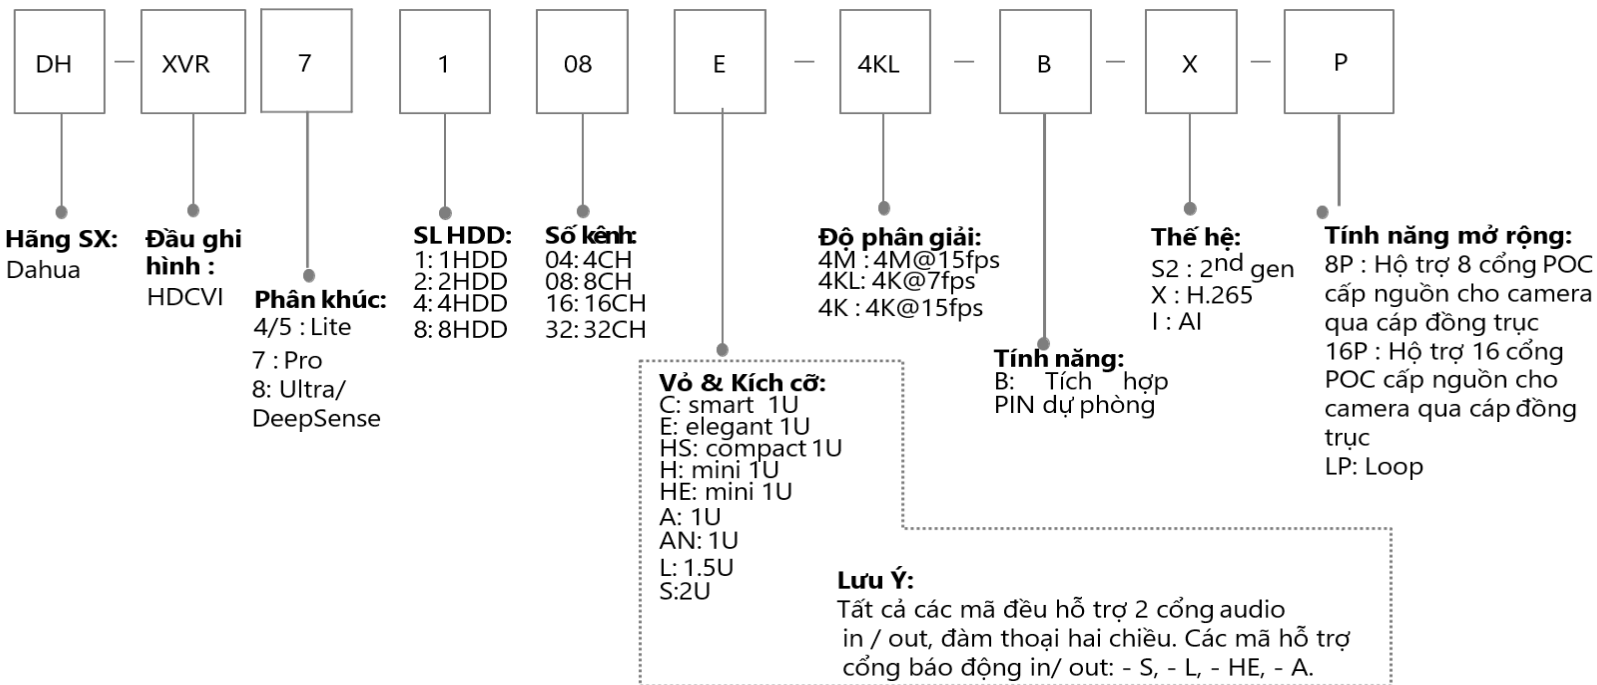 DH — XVR 7 1 08 E — 4KL — B — X — P
Hãng SX:
Dahua
Đầu ghi
hình :
HDCVI
Phân khúc:
4/5 : Lite
7 : Pro
8: Ultra/
DeepSense
SL HDD:
1: 1HDD
2: 2HDD
4: 4HDD
8: 8HDD
Số kênh:
04: 4CH
08: 8CH
16: 16CH
32: 32CH
Vỏ & Kích cỡ:
C: smart 1U
E: elegant 1U
HS: compact 1U
H: mini 1U
HE: mini 1U
A: 1U
AN: 1U
L: 1.5U
S:2U
Độ phân giải:
4M : 4M@15fps
4KL: 4K@7fps
4K : 4K@15fps
Tính năng:
B: Tích hợp
PIN dự phòng
Thế hệ:
S2 : 2nd gen
X : H.265
I : AI
Tính năng mở rộng:
8P : Hộ trợ 8 cổng POC
cấp nguồn cho camera
qua cáp đồng trục
16P : Hộ trợ 16 cổng
POC cấp nguồn cho
camera qua cáp đồng
trục
LP: Loop
Lưu Ý:
Tất cả các mã đều hỗ trợ 2 cổng audio
in / out, đàm thoại hai chiều. Các mã hỗ trợ
cổng báo động in/ out: - S, - L, - HE, - A.